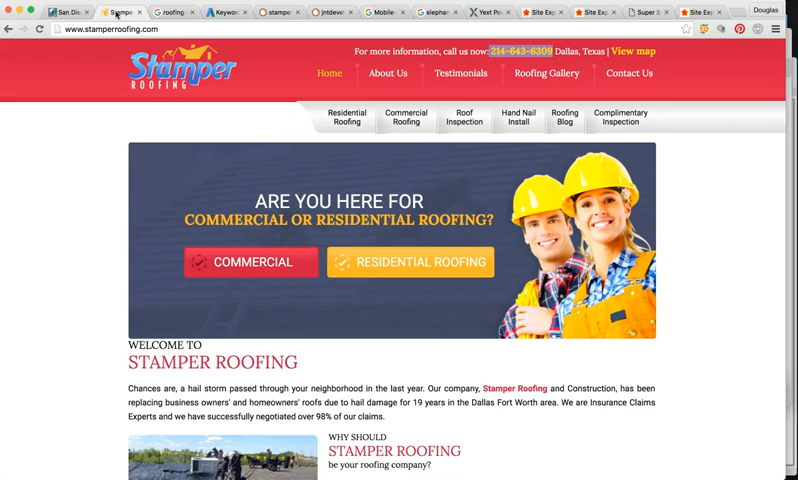 San Die
Stamper
roofing
Keywor
stampe
jntdeve
Mobile-
elephan
Yext Po
Site Exp
Site Exp
Super S
Site Exp
Douglas
www.stamperroofing.com
For more information, call us now: 214-643-6309 Dallas, Texas | View map
Stamper
ROOFING
Home About Us Testimonials Roofing Gallery Contact Us
Residential Roofing
Commercial Roofing
Roof Inspection
Hand Nail Install
Roofing Blog
Complimentary Inspection
ARE YOU HERE FOR
COMMERCIAL OR RESIDENTIAL ROOFING?
COMMERCIAL
RESIDENTIAL ROOFING
WELCOME TO
STAMPER ROOFING
Chances are, a hail storm passed through your neighborhood in the last year. Our company, Stamper Roofing and Construction, has been
replacing business owners' and homeowners' roofs due to hail damage for 19 years in the Dallas Fort Worth area. We are Insurance Claims
Experts and we have successfully negotiated over 98% of our claims.
WHY SHOULD
STAMPER ROOFING
be your roofing company?